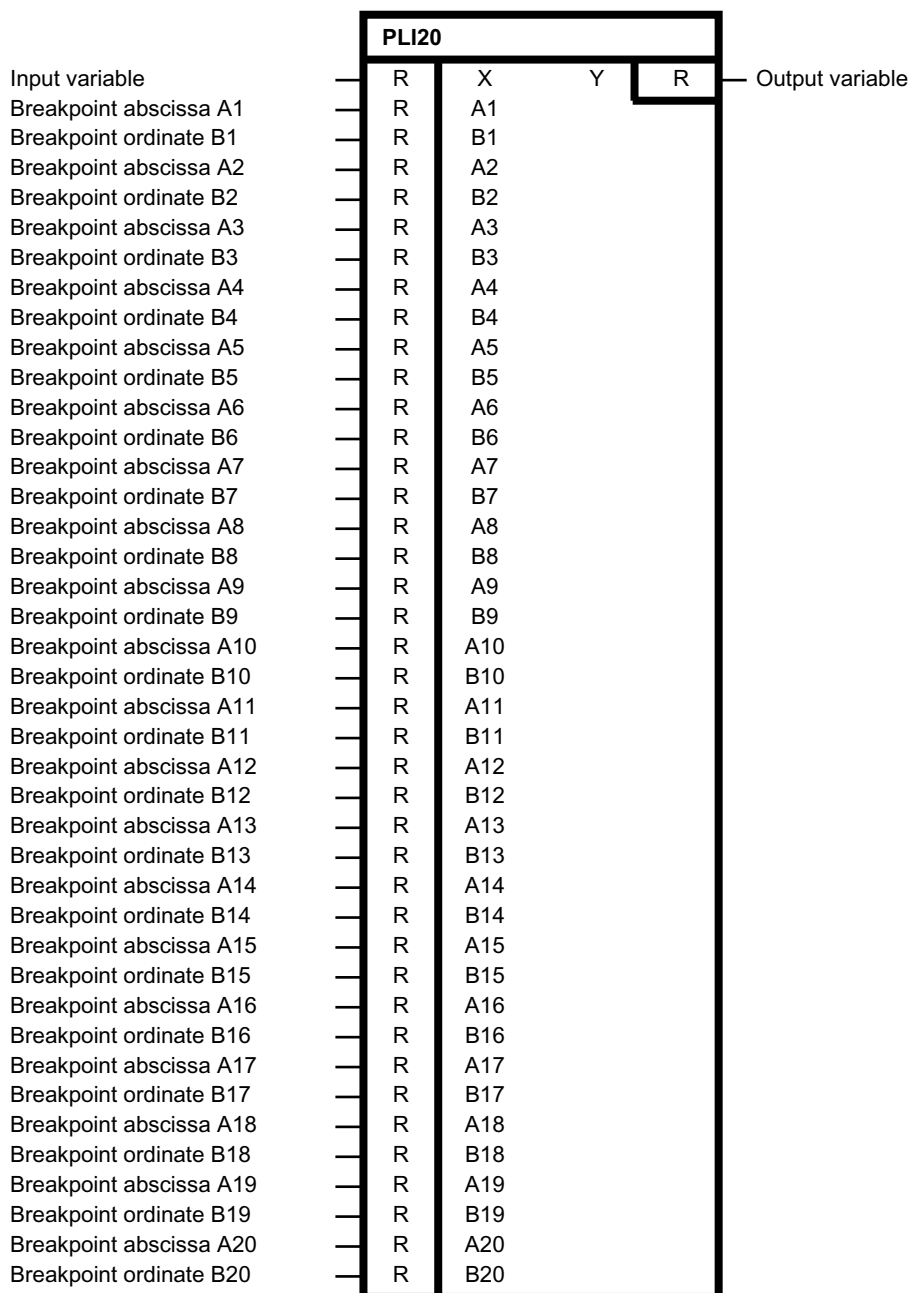 PLI20
Input variable R X Y R Output variable
Breakpoint abscissa A1 R A1
Breakpoint ordinate B1 R B1
Breakpoint abscissa A2 R A2
Breakpoint ordinate B2 R B2
Breakpoint abscissa A3 R A3
Breakpoint ordinate B3 R B3
Breakpoint abscissa A4 R A4
Breakpoint ordinate B4 R B4
Breakpoint abscissa A5 R A5
Breakpoint ordinate B5 R B5
Breakpoint abscissa A6 R A6
Breakpoint ordinate B6 R B6
Breakpoint abscissa A7 R A7
Breakpoint ordinate B7 R B7
Breakpoint abscissa A8 R A8
Breakpoint ordinate B8 R B8
Breakpoint abscissa A9 R A9
Breakpoint ordinate B9 R B9
Breakpoint abscissa A10 R A10
Breakpoint ordinate B10 R B10
Breakpoint abscissa A11 R A11
Breakpoint ordinate B11 R B11
Breakpoint abscissa A12 R A12
Breakpoint ordinate B12 R B12
Breakpoint abscissa A13 R A13
Breakpoint ordinate B13 R B13
Breakpoint abscissa A14 R A14
Breakpoint ordinate B14 R B14
Breakpoint abscissa A15 R A15
Breakpoint ordinate B15 R B15
Breakpoint abscissa A16 R A16
Breakpoint ordinate B16 R B16
Breakpoint abscissa A17 R A17
Breakpoint ordinate B17 R B17
Breakpoint abscissa A18 R A18
Breakpoint ordinate B18 R B18
Breakpoint abscissa A19 R A19
Breakpoint ordinate B19 R B19
Breakpoint abscissa A20 R A20
Breakpoint ordinate B20 R B20